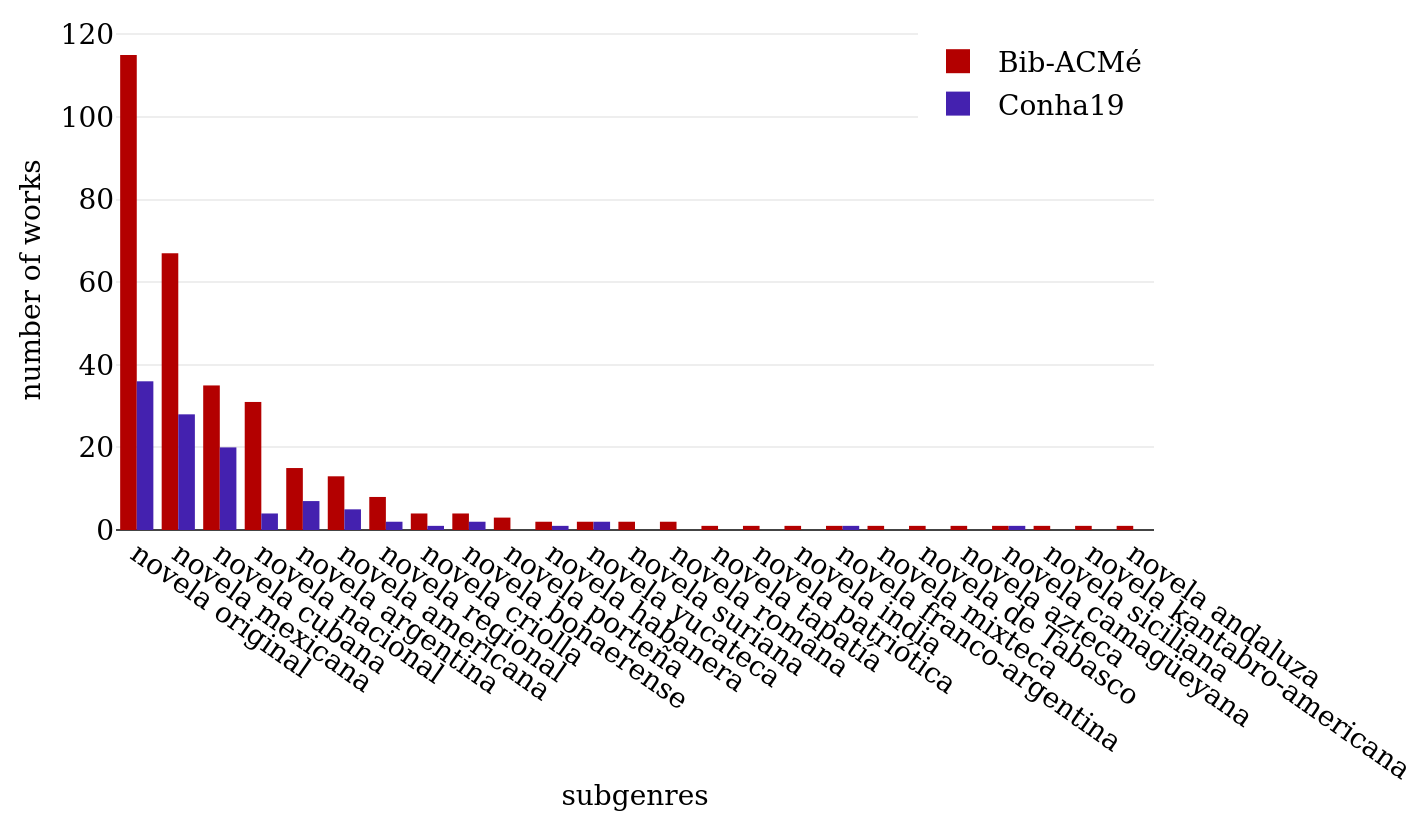 120
100
80
60
40
20
0
number of works
Bib-ACMé
Conha19
novela original
novela mexicana
novela cubana
novela nacional
novela argentina
novela americana
novela regional
novela criolla
novela bonaerense
novela porteña
novela habanera
novela yucateca
novela suriana
novela romana
novela tapatía
novela patriótica
novela india
novela franco-argentina
novela mixteca
novela de Tabasco
novela azteca
novela camagüeyana
novela siciliana
novela kantabro-americana
novela andaluza
subgenres